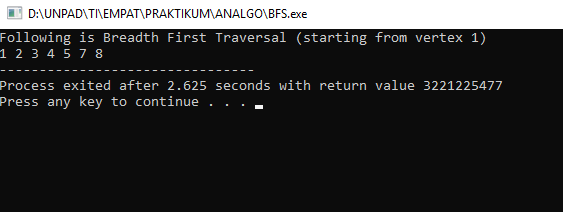 D:\UNPAD\TI\EMPAT\PRAKTIKUM\ANALGO\BFS.exe
Following is Breadth First Traversal (starting from vertex 1)
1 2 3 4 5 7 8
--------------------------------
Process exited after 2.625 seconds with return value 3221225477
Press any key to continue . . .